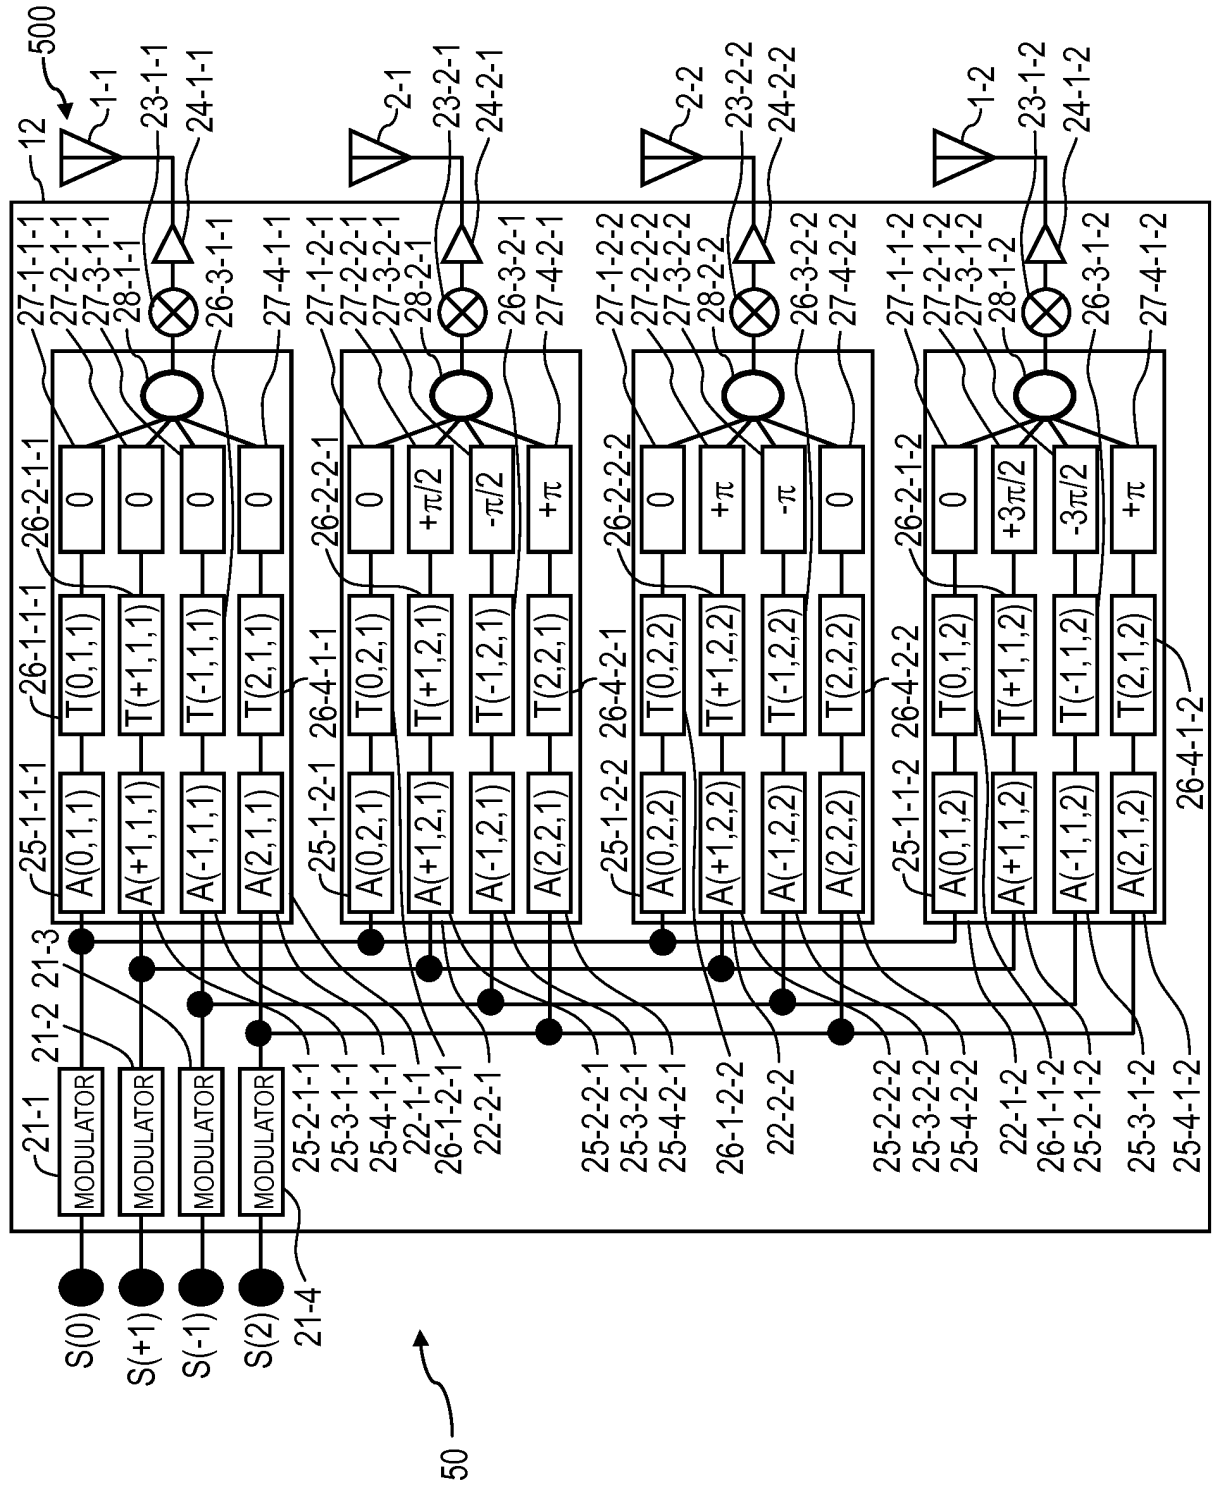 500
50
12
S(0)
S(+1)
S(-1)
S(2)
21-1
21-2
21-3
21-4
MODULATOR
MODULATOR
MODULATOR
MODULATOR
25-1-1-1
26-1-1-1
26-2-1-1
27-1-1-1
27-2-1-1
27-3-1-1
28-1-1
A(0,1,1)
T(0,1,1)
0
A(+1,1,1)
T(+1,1,1)
0
A(-1,1,1)
T(-1,1,1)
0
A(2,1,1)
T(2,1,1)
0
1-1
23-1-1
24-1-1
26-3-1-1
27-4-1-1
26-4-1-1
25-2-1-1
25-3-1-1
25-4-1-1
22-1-1
26-1-2-1
22-2-1
25-1-2-1
26-2-2-1
27-1-2-1
27-2-2-1
27-3-2-1
28-2-1
A(0,2,1)
T(0,2,1)
0
A(+1,2,1)
T(+1,2,1)
+π/2
A(-1,2,1)
T(-1,2,1)
-π/2
A(2,2,1)
T(2,2,1)
+π
2-1
23-2-1
24-2-1
26-3-2-1
27-4-2-1
26-4-2-1
25-2-2-1
25-3-2-1
25-4-2-1
26-1-2-2
22-2-2
25-1-2-2
26-2-2-2
27-1-2-2
27-2-2-2
27-3-2-2
28-2-2
A(0,2,2)
T(0,2,2)
0
A(+1,2,2)
T(+1,2,2)
+π
A(-1,2,2)
T(-1,2,2)
-π
A(2,2,2)
T(2,2,2)
0
2-2
23-2-2
24-2-2
26-3-2-2
27-4-2-2
26-4-2-2
25-2-2-2
25-3-2-2
25-4-2-2
22-1-2
26-1-1-2
25-1-1-2
26-2-1-2
27-1-1-2
27-2-1-2
27-3-1-2
28-1-2
A(0,1,2)
T(0,1,2)
0
A(+1,1,2)
T(+1,1,2)
+3π/2
A(-1,1,2)
T(-1,1,2)
-3π/2
A(2,1,2)
T(2,1,2)
+π
1-2
23-1-2
24-1-2
26-3-1-2
27-4-1-2
26-4-1-2
25-2-1-2
25-3-1-2
25-4-1-2